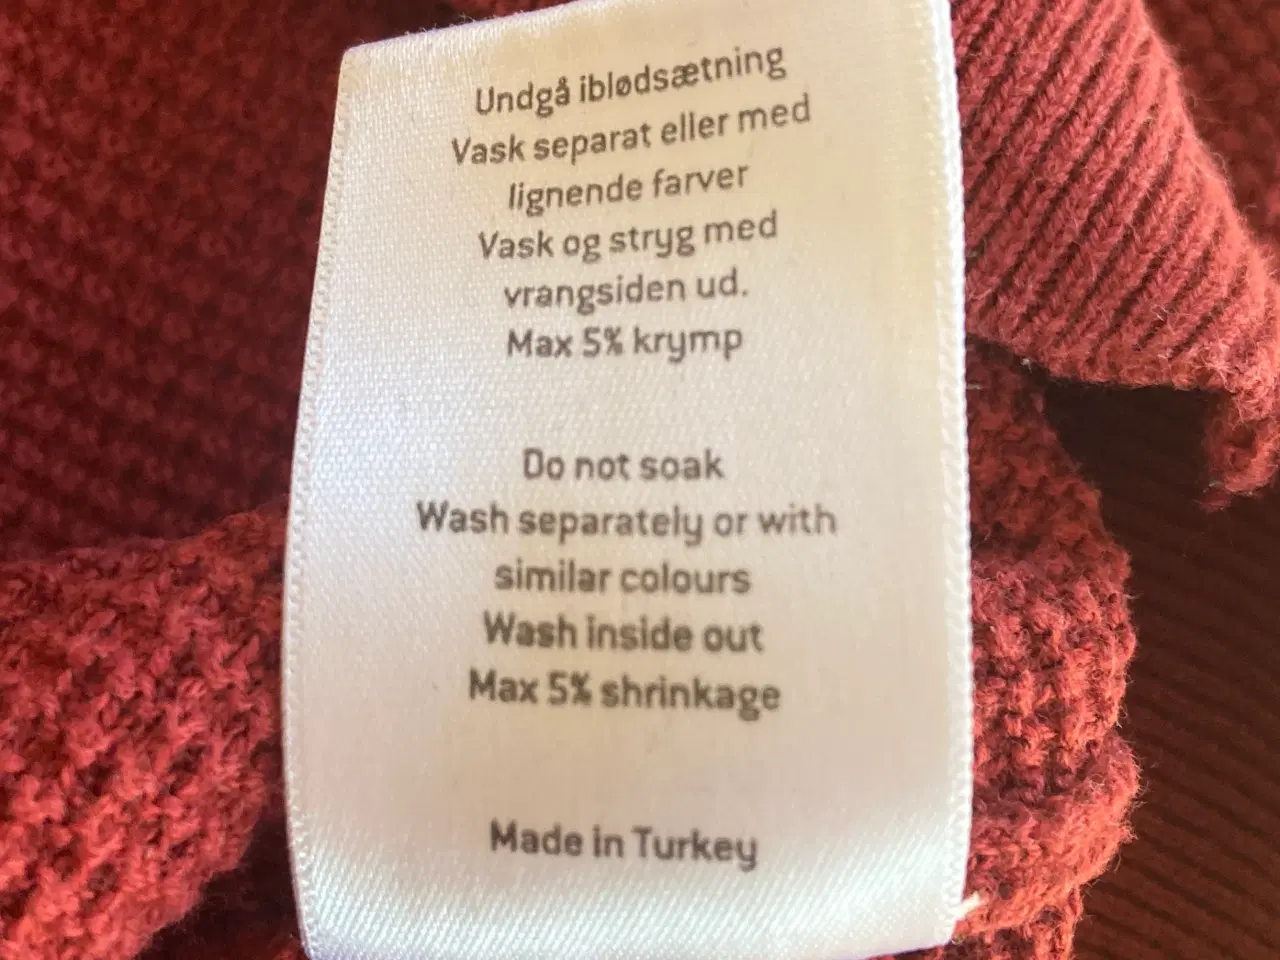 Undgå iblødsætning
Vask separat eller med
lignende farver
Vask og stryg med
vrangsiden ud.
Max 5% krymp
Do not soak
Wash separately or with
similar colours
Wash inside out
Max 5% shrinkage
Made in Turkey